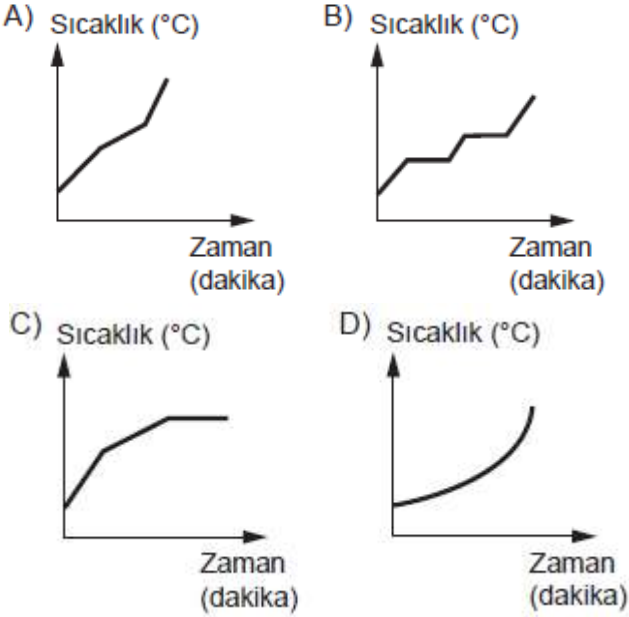 A) Sıcaklık (°C)
B) Sıcaklık (°C)
Zaman
(dakika)
Zaman
(dakika)
C) Sıcaklık (°C)
D) Sıcaklık (°C)
Zaman
(dakika)
Zaman
(dakika)